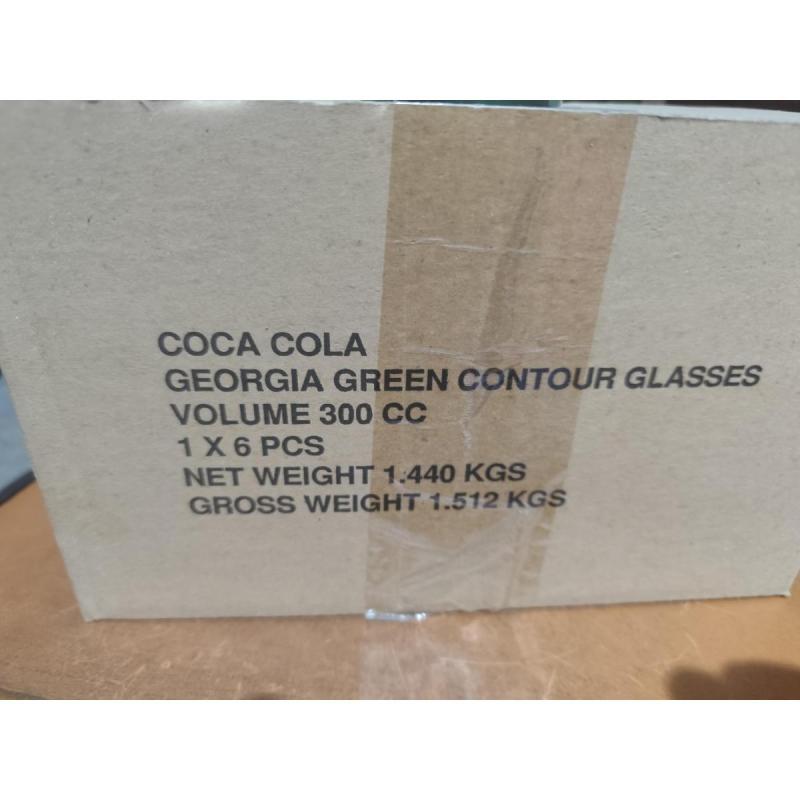 COCA COLA
GEORGIA GREEN CONTOUR GLASSES
VOLUME 300 CC
1 X 6 PCS
NET WEIGHT 1.440 KGS
GROSS WEIGHT 1.512 KGS